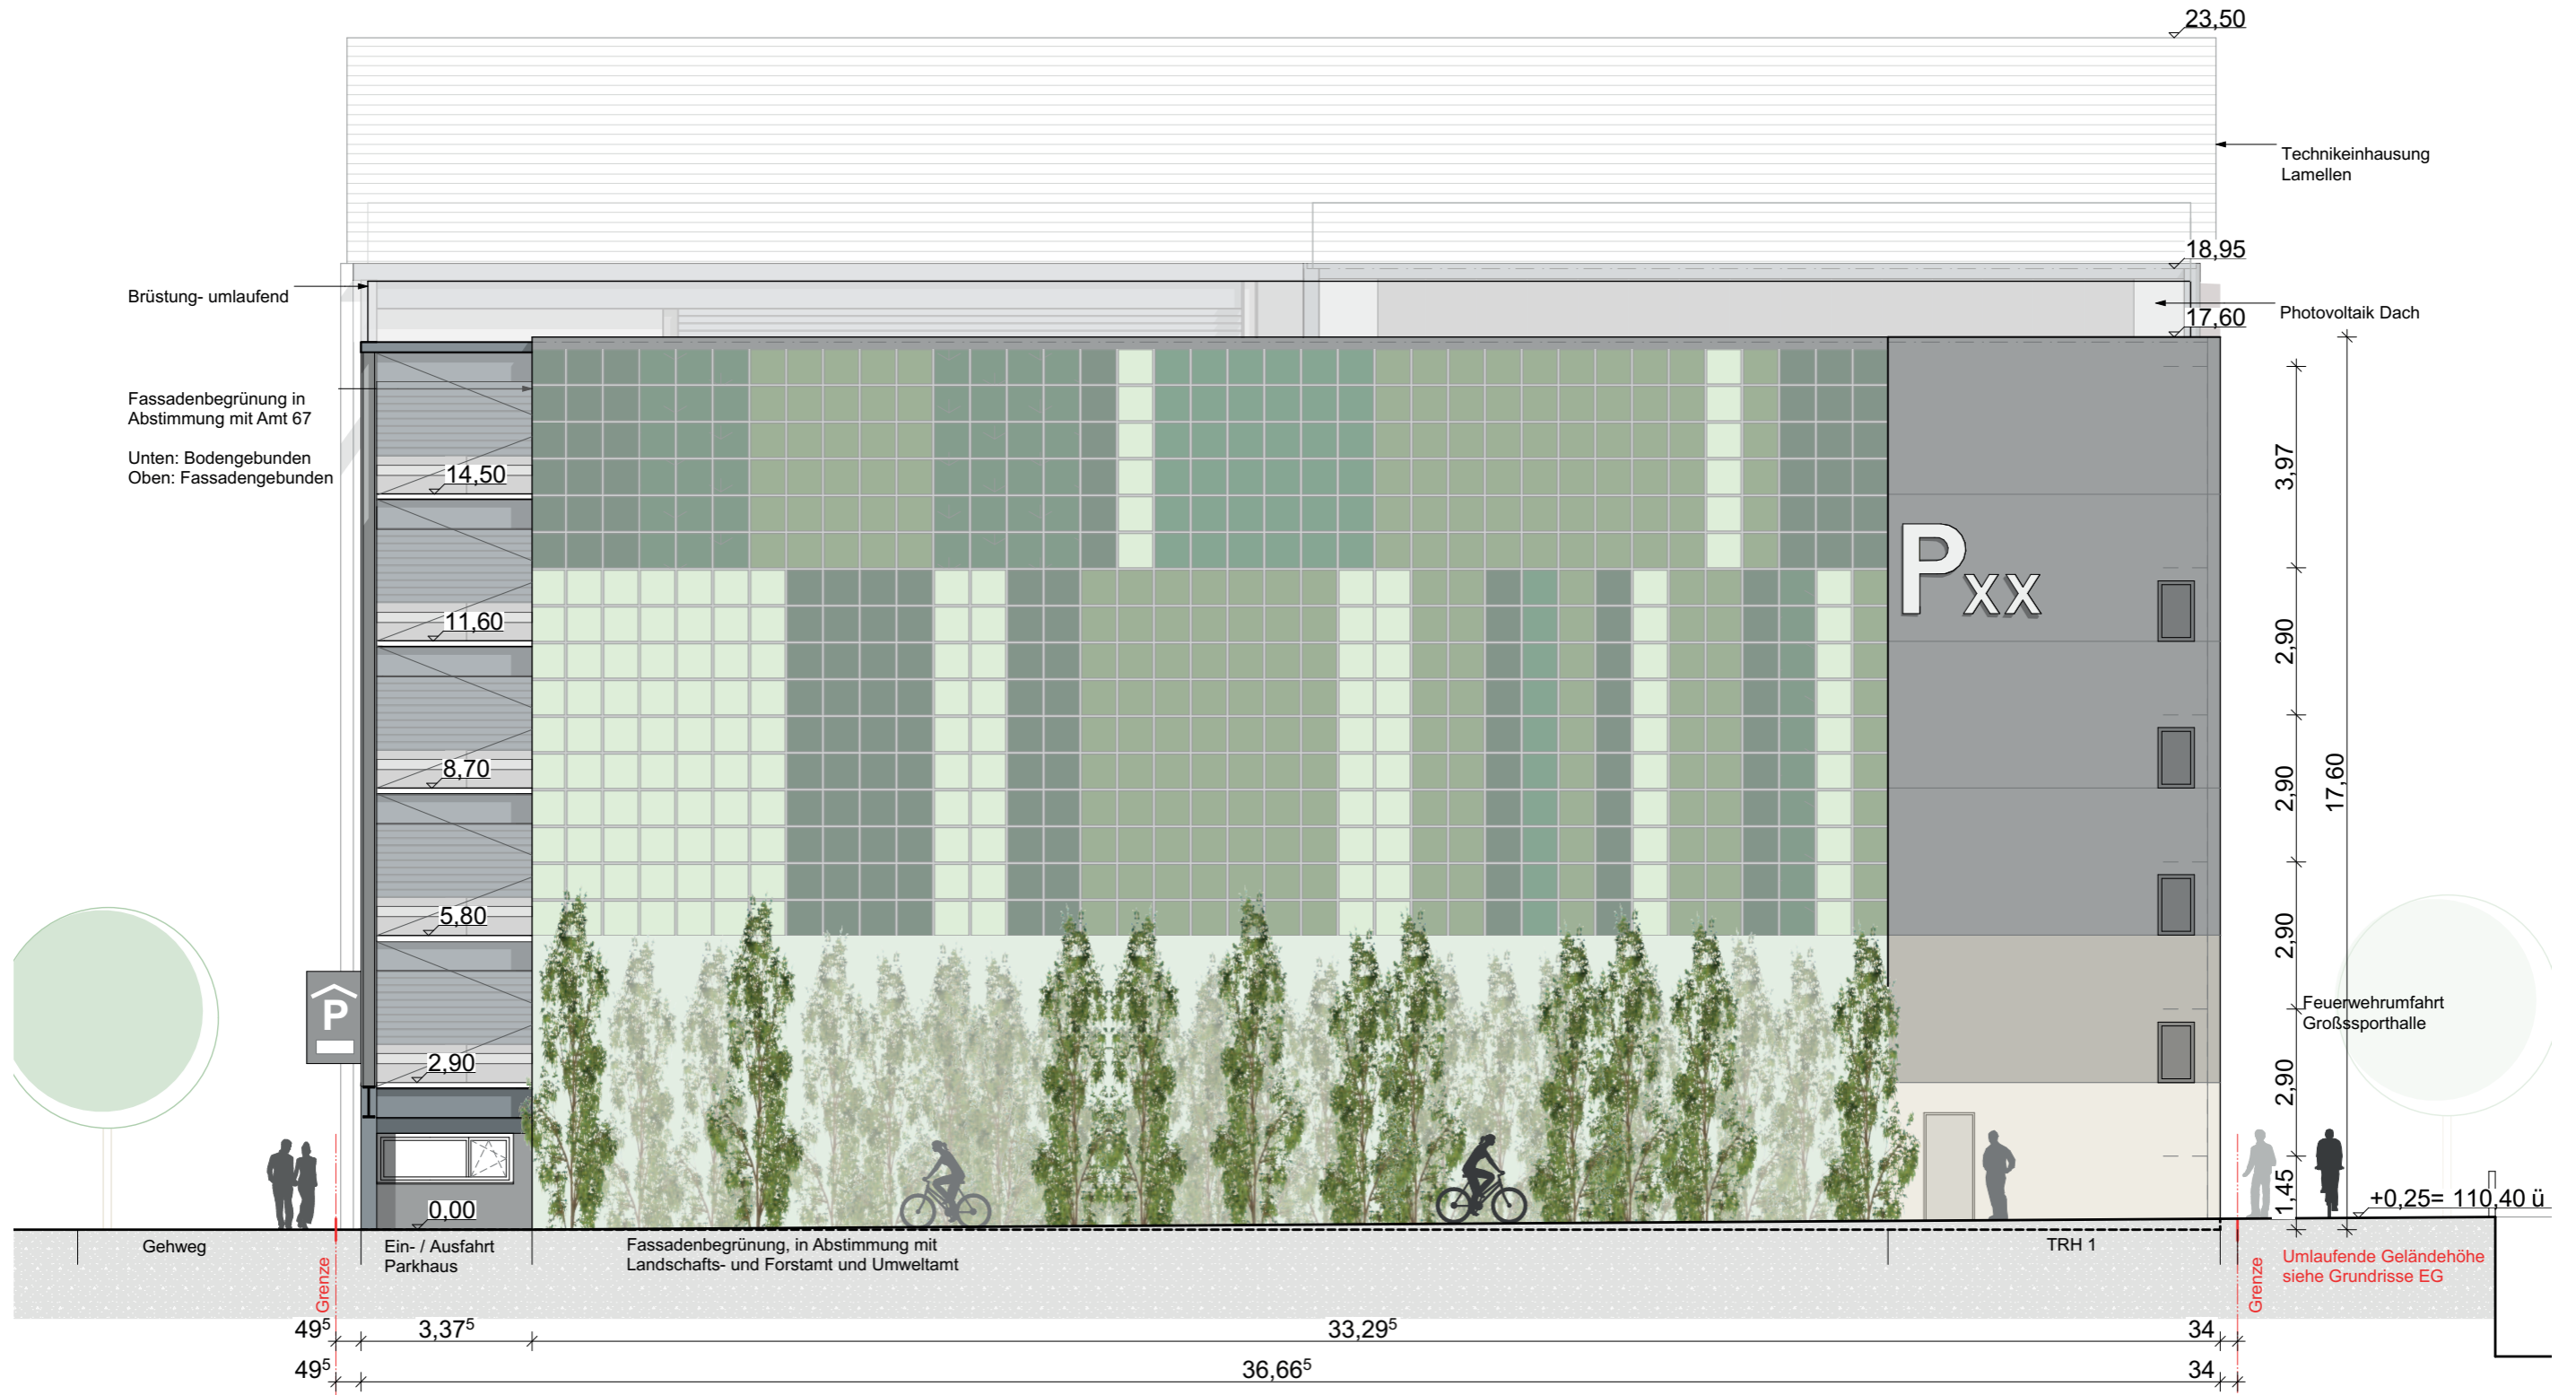 23,50
Technikeinhausung
Lamellen
18,95
Brüstung- umlaufend
Photovoltaik Dach
17,60
Fassadenbegrünung in
Abstimmung mit Amt 67
Unten: Bodengebunden
Oben: Fassadengebunden
14,50
3,97
Pxx
11,60
2,90
8,70
2,90
17,60
5,80
2,90
Feuerwehrumfahrt
Großssporthalle
P
2,90
2,90
1,45
+0,25= 110,40 ü
0,00
Gehweg
Grenze
Ein- / Ausfahrt
Parkhaus
Fassadenbegrünung, in Abstimmung mit
Landschafts- und Forstamt und Umweltamt
TRH 1
Grenze
Umlaufende Geländehöhe
siehe Grundrisse EG
49⁵
3,37⁵
33,29⁵
34
49⁵
36,66⁵
34